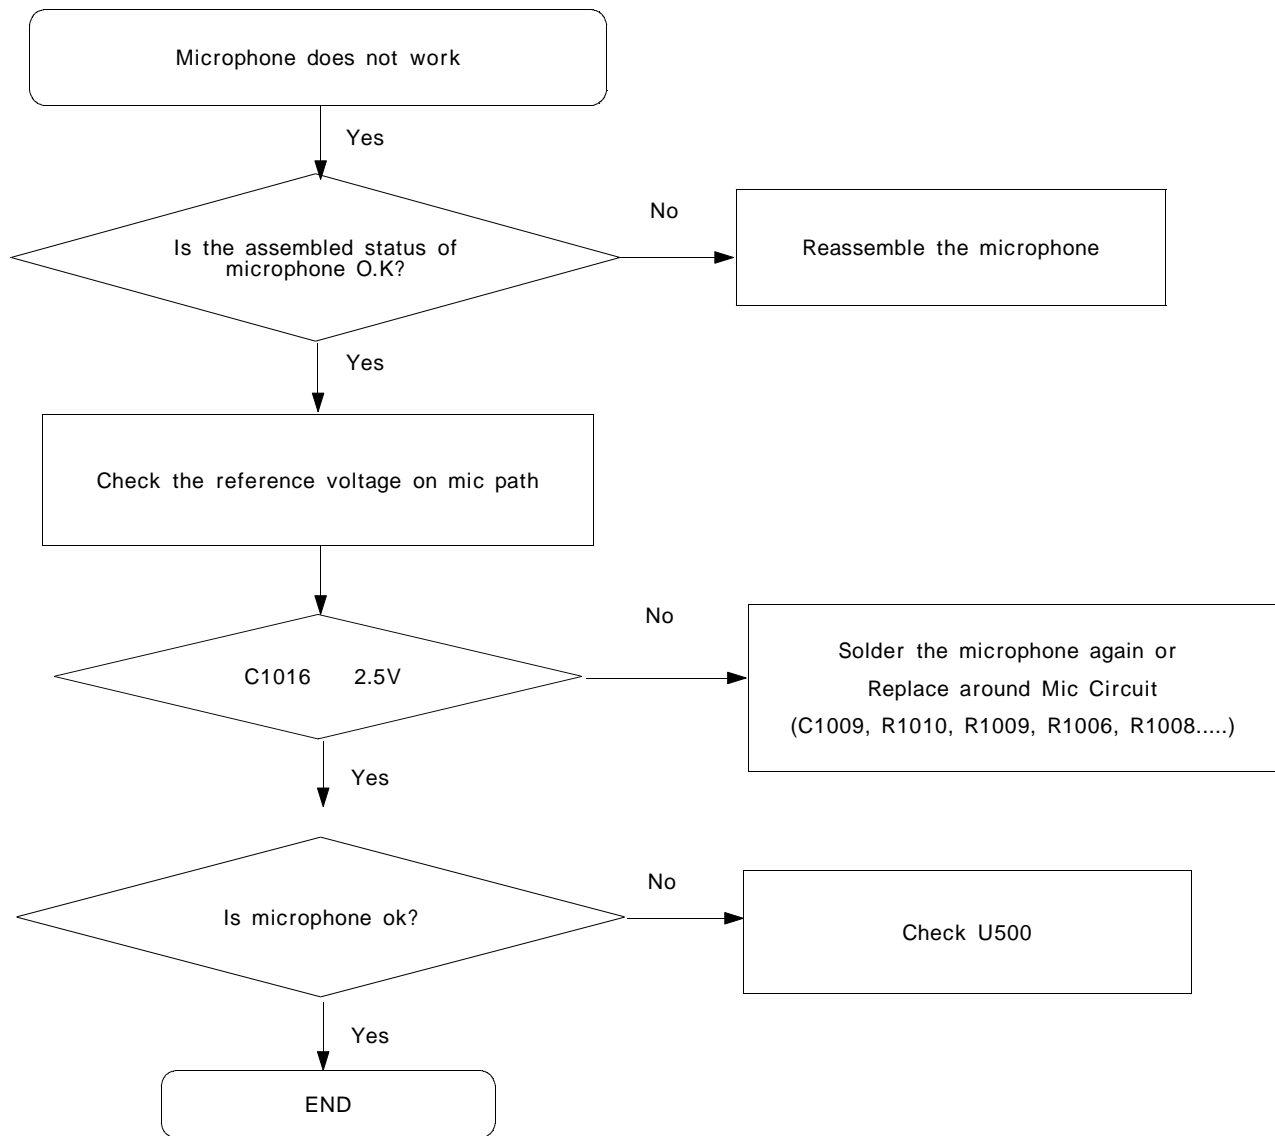 Microphone does not work
Yes
Is the assembled status of
microphone O.K?
No
Reassemble the microphone
Yes
Check the reference voltage on mic path
C1016 2.5V
No
Solder the microphone again or
Replace around Mic Circuit
(C1009, R1010, R1009, R1006, R1008.....)
Yes
Is microphone ok?
No
Check U500
Yes
END